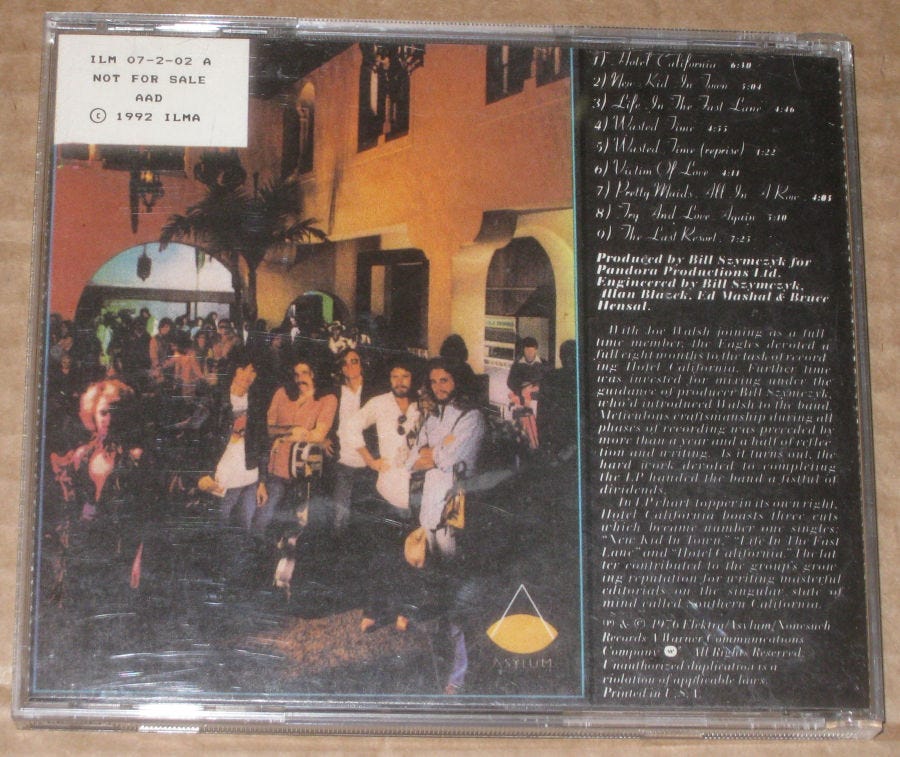 ILM 07-2-02 A
NOT FOR SALE
AAD
© 1992 ILMA
1) Hotel California 6:30
2) New Kid In Town 5:04
3) Life In The Fast Lane 4:46
4) Wasted Time 4:55
5) Wasted Time (reprise) 1:22
6) Victim Of Love 4:11
7) Pretty Maids All In A Row 4:05
8) Try And Love Again 5:10
9) The Last Resort 7:25
Produced by Bill Szymczyk for
Pandora Productions Ltd.
Engineered by Bill Szymczyk,
Allan Blazek, Ed Mashal & Bruce
Hensal.
With Joe Walsh joining as a full
time member, the Eagles devoted a
full eight months to the task of record
ing Hotel California. Further time
was invested for mixing under the
guidance of producer Bill Szymczyk,
who'd introduced Walsh to the band.
Meticulous craftsmanship during all
phases of recording was preceded by
more than a year and a half of reflec
tion and writing. As it turns out, the
hard work devoted to completing
the LP handed the band a fistful of
dividends.
An LP chart topper in its own right,
Hotel California boasts three cuts
which became number one singles:
"New Kid In Town," "Life In The Fast
Lane" and "Hotel California." The lat
ter contributed to the group's grow
ing reputation for writing masterful
editorials on the singular state of
mind called Southern California.
℗ & © 1976 Elektra/Asylum/Nonesuch
Records A Warner Communications
Company All Rights Reserved.
Unauthorized duplication is a
violation of applicable laws.
Printed in U.S.A.
ASYLUM